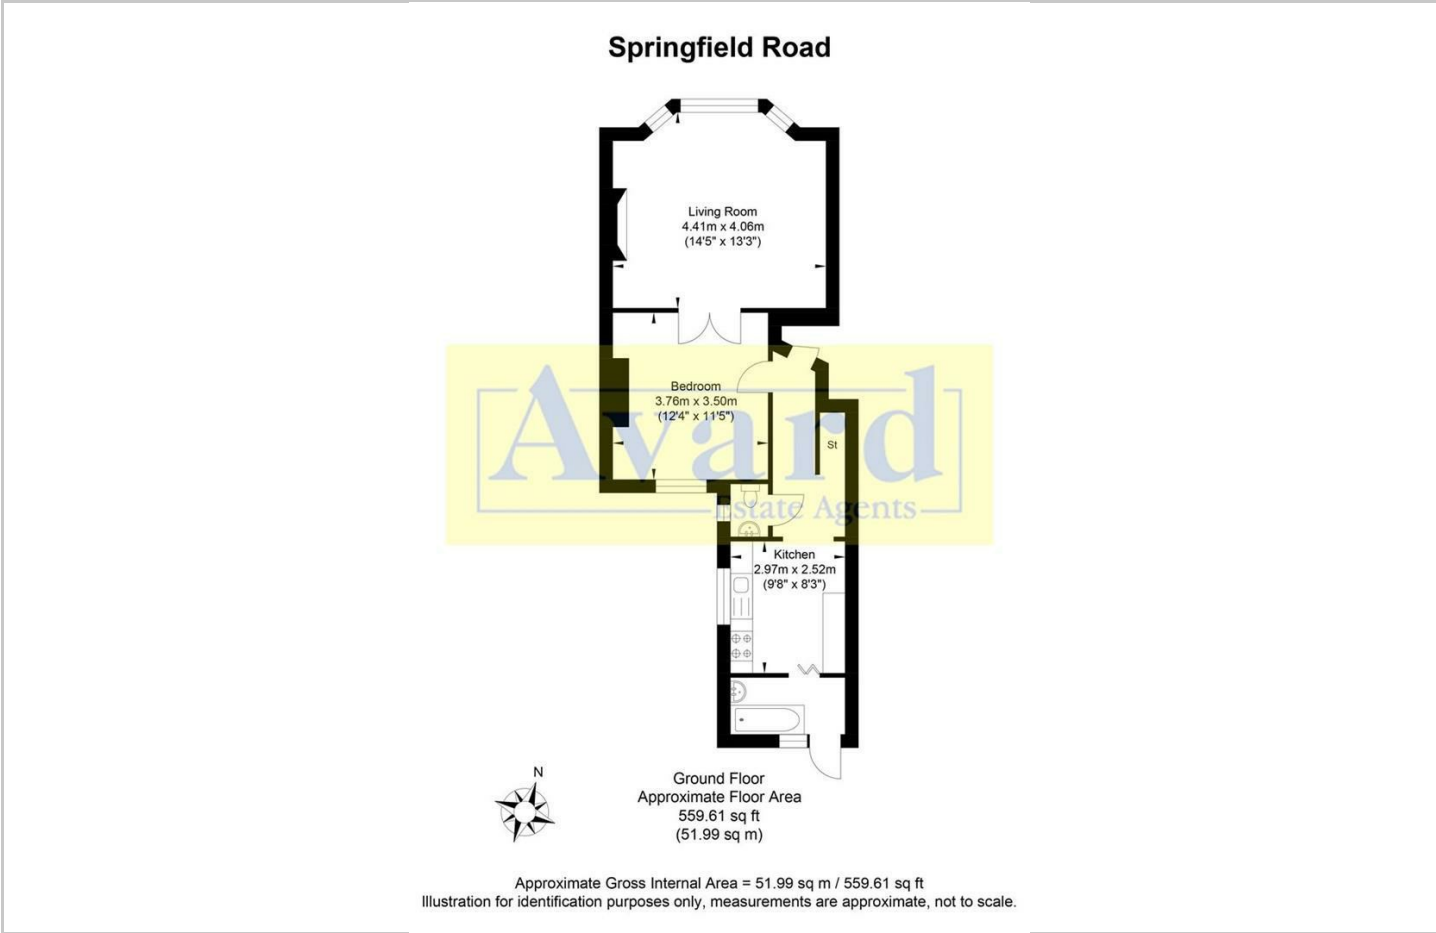 Springfield Road
Living Room
4.41m x 4.06m
(14'5" x 13'3")
Bedroom
3.76m x 3.50m
(12'4" x 11'5")
Avard
St
Estate Agents
Kitchen
2.97m x 2.52m
(9'8" x 8'3")
N
Ground Floor
Approximate Floor Area
559.61 sq ft
(51.99 sq m)
Approximate Gross Internal Area = 51.99 sq m / 559.61 sq ft
Illustration for identification purposes only, measurements are approximate, not to scale.